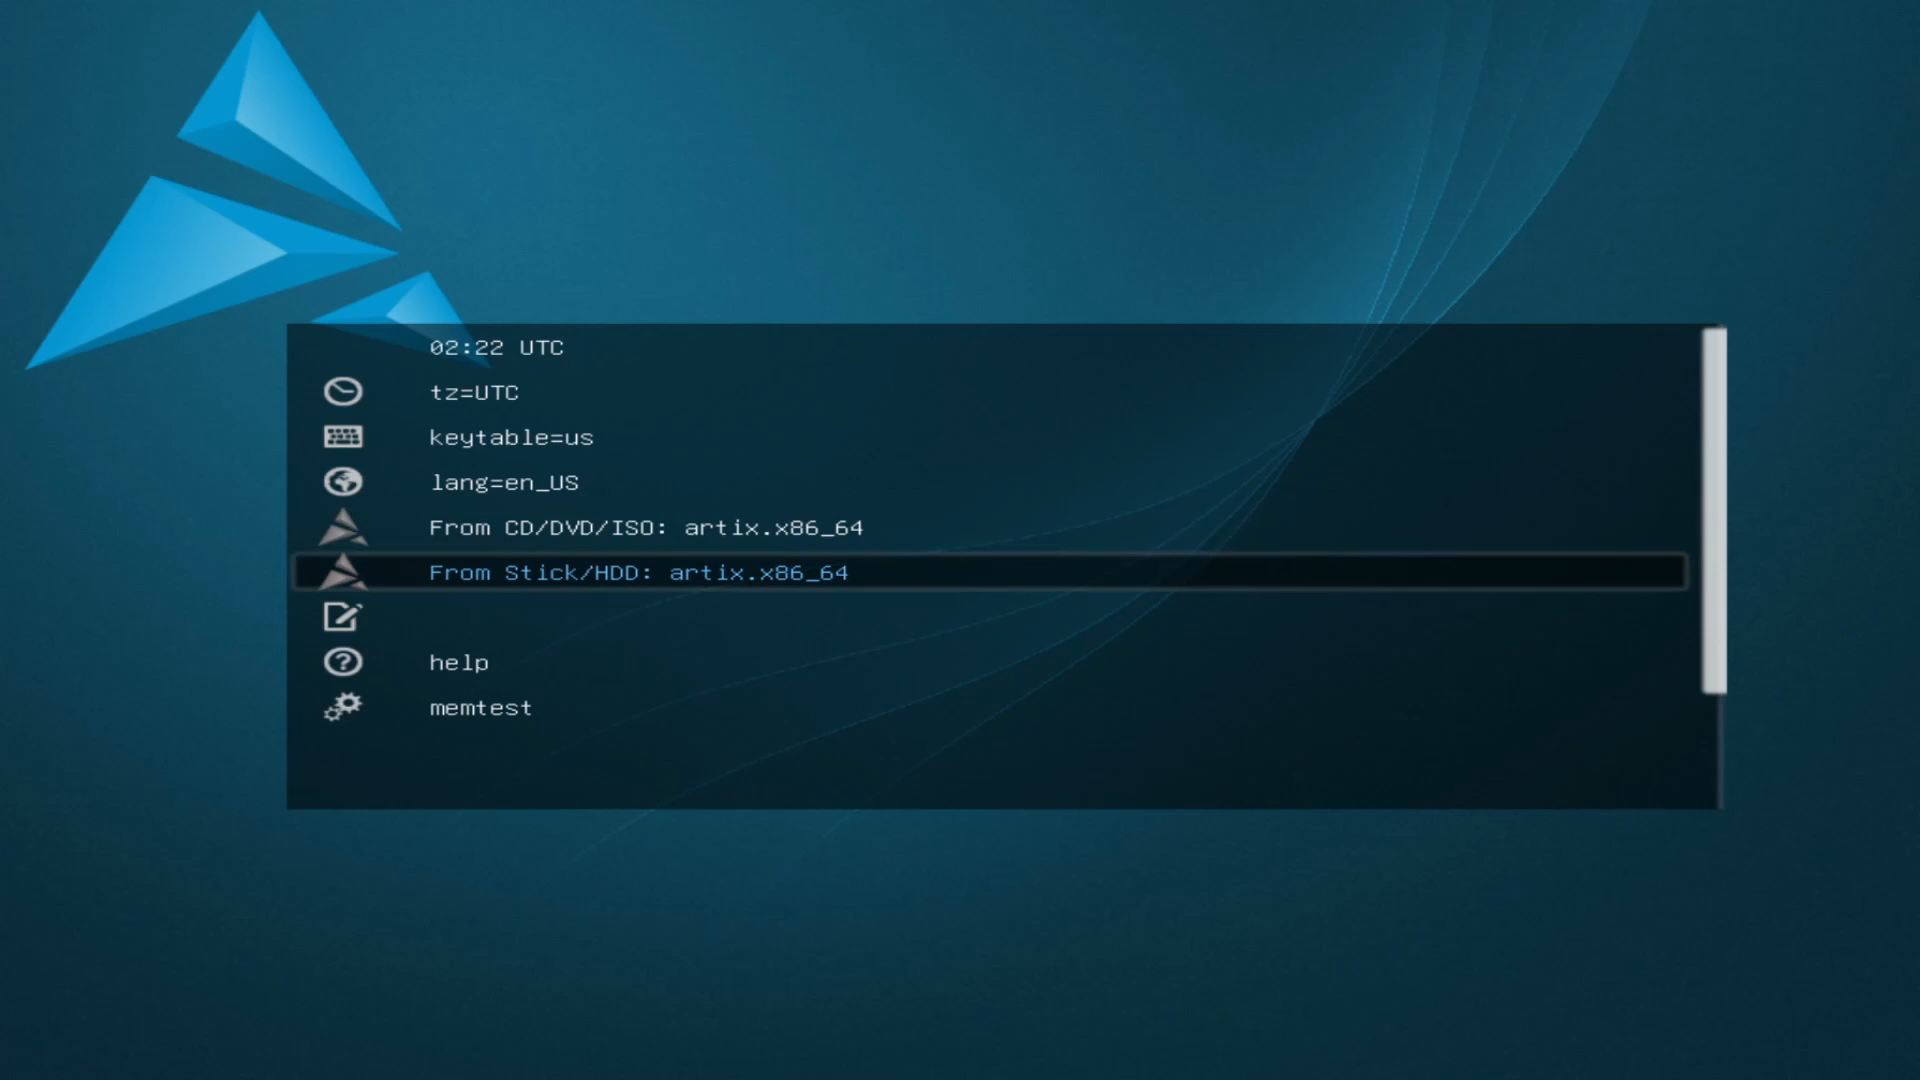 02:22 UTC
tz=UTC
keytable=us
lang=en_US
From CD/DVD/ISO: artix.x86_64
From Stick/HDD: artix.x86_64
help
memtest